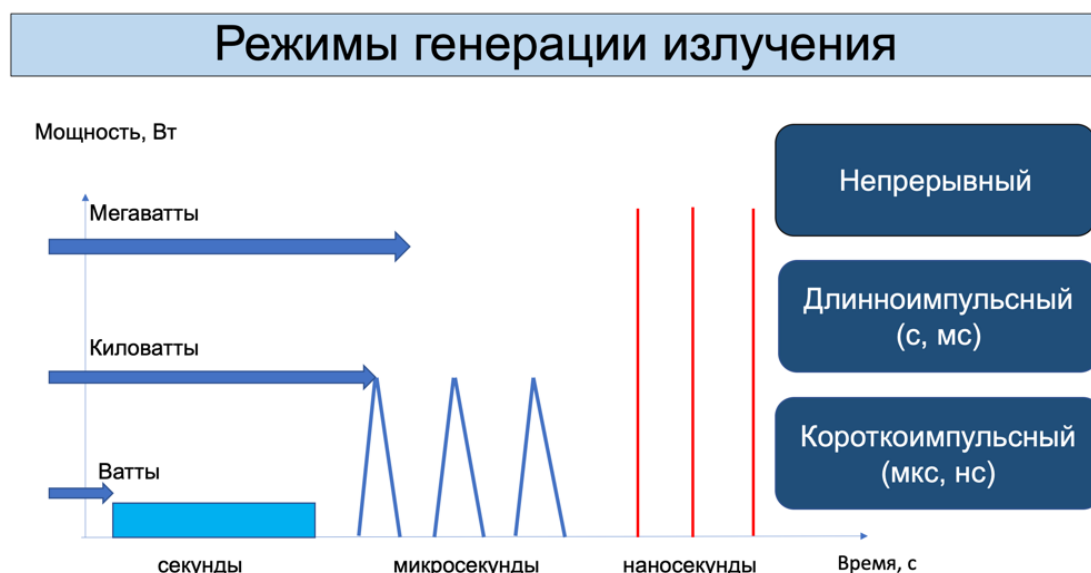 Режимы генерации излучения
Мощность, Вт
Мегаватты
Киловатты
Ватты
секунды
микросекунды
наносекунды
Время, с
Непрерывный
Длинноимпульсный
(с, мс)
Короткоимпульсный
(мкс, нс)